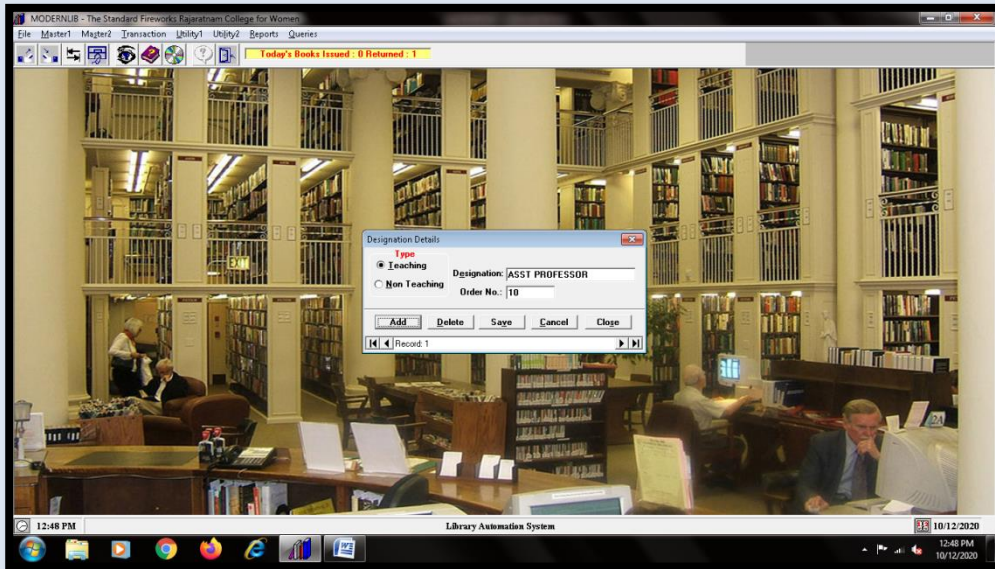 MODERNLIB - The Standard Fireworks Rajaratnam College for Women
File Master1 Master2 Transaction Utility1 Utility2 Reports Queries
Today's Books Issued : 0 Returned : 1
Designation Details
Type
Teaching
Non Teaching
Designation: ASST PROFESSOR
Order No.: 10
Add Delete Save Cancel Close
Record: 1
2A
12:48 PM Library Automation System 10/12/2020
12:48 PM
10/12/2020